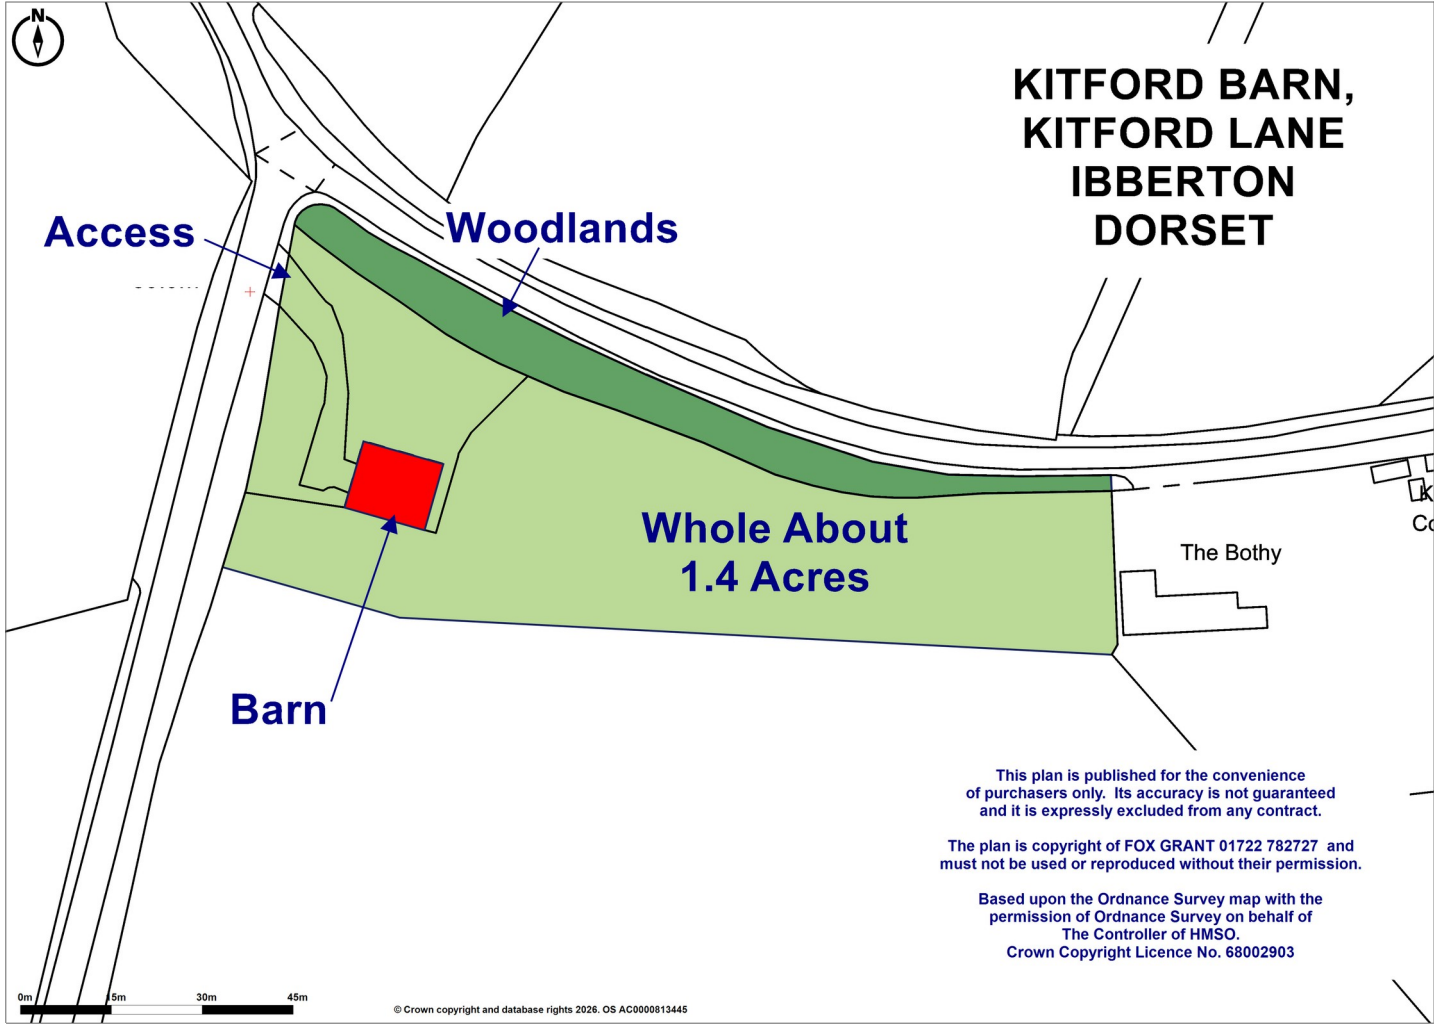 N
KITFORD BARN,
KITFORD LANE
IBBERTON
DORSET
Access
Woodlands
Whole About
1.4 Acres
The Bothy
Barn
This plan is published for the convenience
of purchasers only. Its accuracy is not guaranteed
and it is expressly excluded from any contract.
The plan is copyright of FOX GRANT 01722 782727 and
must not be used or reproduced without their permission.
Based upon the Ordnance Survey map with the
permission of Ordnance Survey on behalf of
The Controller of HMSO.
Crown Copyright Licence No. 68002903
0m 15m 30m 45m
© Crown copyright and database rights 2026. OS AC0000813445